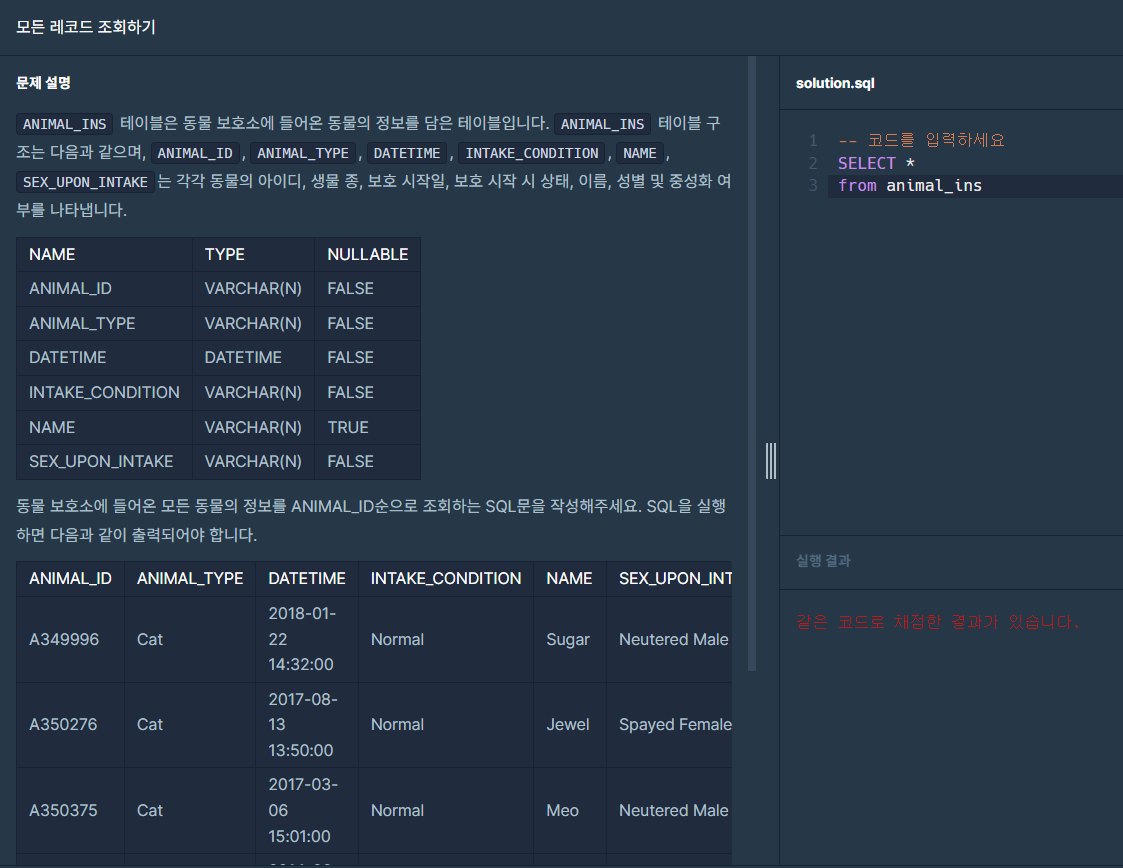 모든 레코드 조회하기
문제 설명
ANIMAL_INS 테이블은 동물 보호소에 들어온 동물의 정보를 담은 테이블입니다. ANIMAL_INS 테이블 구
조는 다음과 같으며, ANIMAL_ID , ANIMAL_TYPE , DATETIME , INTAKE_CONDITION , NAME ,
SEX_UPON_INTAKE 는 각각 동물의 아이디, 생물 종, 보호 시작일, 보호 시작 시 상태, 이름, 성별 및 중성화 여
부를 나타냅니다.
NAME TYPE NULLABLE
ANIMAL_ID VARCHAR(N) FALSE
ANIMAL_TYPE VARCHAR(N) FALSE
DATETIME DATETIME FALSE
INTAKE_CONDITION VARCHAR(N) FALSE
NAME VARCHAR(N) TRUE
SEX_UPON_INTAKE VARCHAR(N) FALSE
동물 보호소에 들어온 모든 동물의 정보를 ANIMAL_ID순으로 조회하는 SQL문을 작성해주세요. SQL을 실행
하면 다음과 같이 출력되어야 합니다.
ANIMAL_ID ANIMAL_TYPE DATETIME INTAKE_CONDITION NAME SEX_UPON_INT
2018-01-
A349996 Cat 22 Normal Sugar Neutered Male
14:32:00
2017-08-
A350276 Cat 13 Normal Jewel Spayed Female
13:50:00
2017-03-
A350375 Cat 06 Normal Meo Neutered Male
15:01:00
solution.sql
1 -- 코드를 입력하세요
2 SELECT *
3 from animal_ins
실행 결과
같은 코드로 채점한 결과가 있습니다.